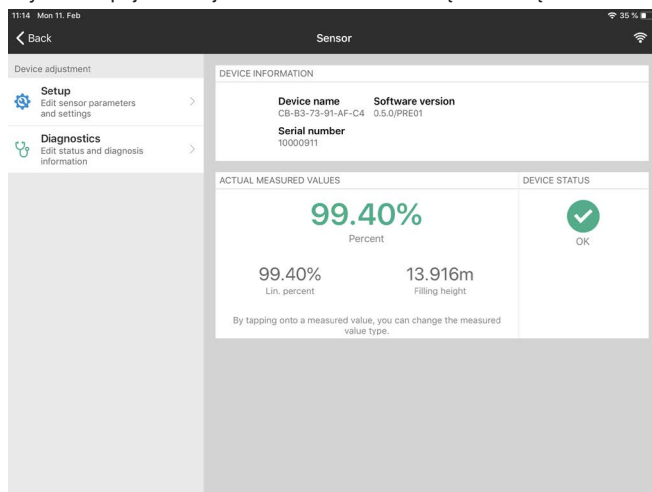 11:14 Mon 11. Feb
35 %
Back
Sensor
Device adjustment
Setup
Edit sensor parameters
and settings
Diagnostics
Edit status and diagnosis
information
DEVICE INFORMATION
Device name
Software version
CB-B3-73-91-AF-C4
0.5.0/PRE01
Serial number
10000911
ACTUAL MEASURED VALUES
DEVICE STATUS
99.40%
Percent
OK
99.40%
13.916m
Lin. percent
Filling height
By tapping onto a measured value, you can change the measured
value type.